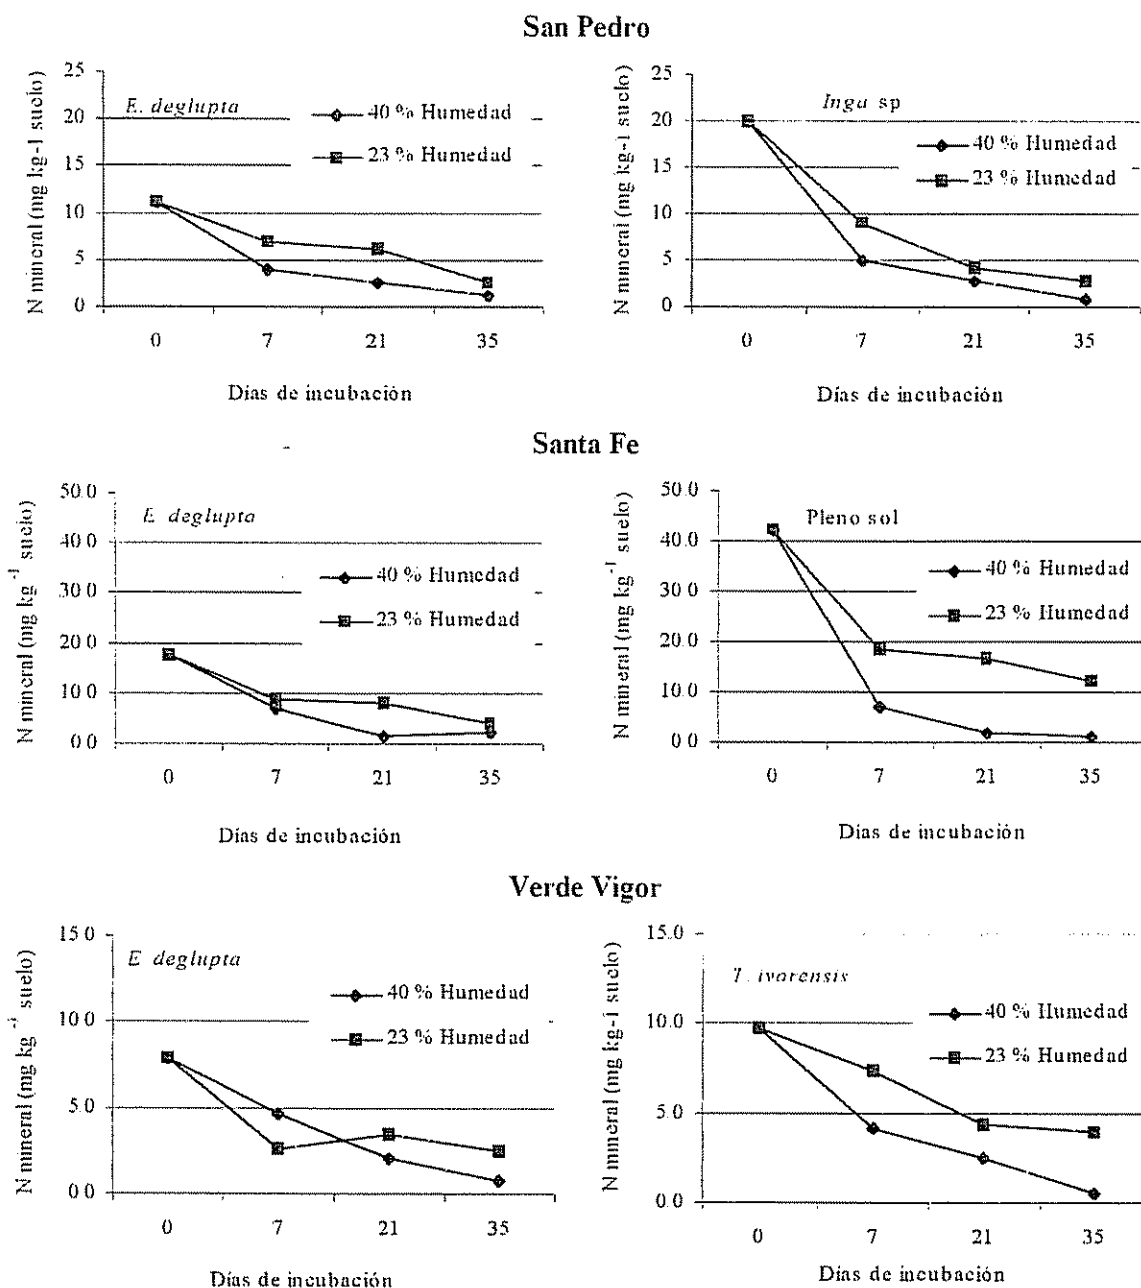 San Pedro
N mineral (mg kg-1 suelo)
25
20
15
10
5
0
E. deglupta
40 % Humedad
23 % Humedad
0 7 21 35
Días de incubación
N mineral (mg kg-1 suelo)
25
20
15
10
5
0
Inga sp
40 % Humedad
23 % Humedad
0 7 21 35
Días de incubación
Santa Fe
N mineral (mg kg -1 suelo)
50 0
40 0
30 0
20 0
10 0
0 0
E deglupta
40 % Humedad
23 % Humedad
0 7 21 35
Días de incubación
N mineral (mg kg -1 suelo)
50.0
40.0
30 0
20.0
10.0
0 0
Pleno sol
40 % Humedad
23 % Humedad
0 7 21 35
Días de incubación
Verde Vigor
N mineral (mg kg -1 suelo)
15 0
10 0
5.0
0 0
E deglupta
40 % Humedad
23 % Humedad
0 7 21 35
Días de incubación
N mineral (mg kg-1 suelo)
15.0
10.0
5.0
0.0
T. ivorensis
40 % Humedad
23 % Humedad
0 7 21 35
Días de incubación